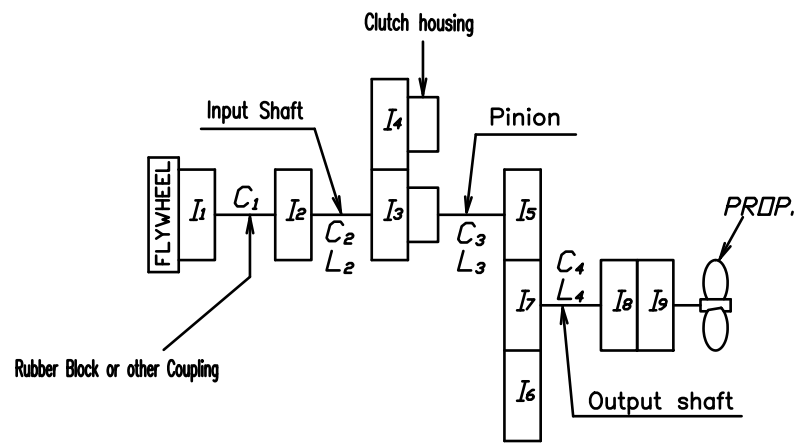 Clutch housing
Input Shaft
Pinion
I4
FLYWHEEL
I1
C1
I2
C2
L2
I3
C3
L3
I5
PROP.
C4
L4
I7
I8
I9
I6
Rubber Block or other Coupling
Output shaft